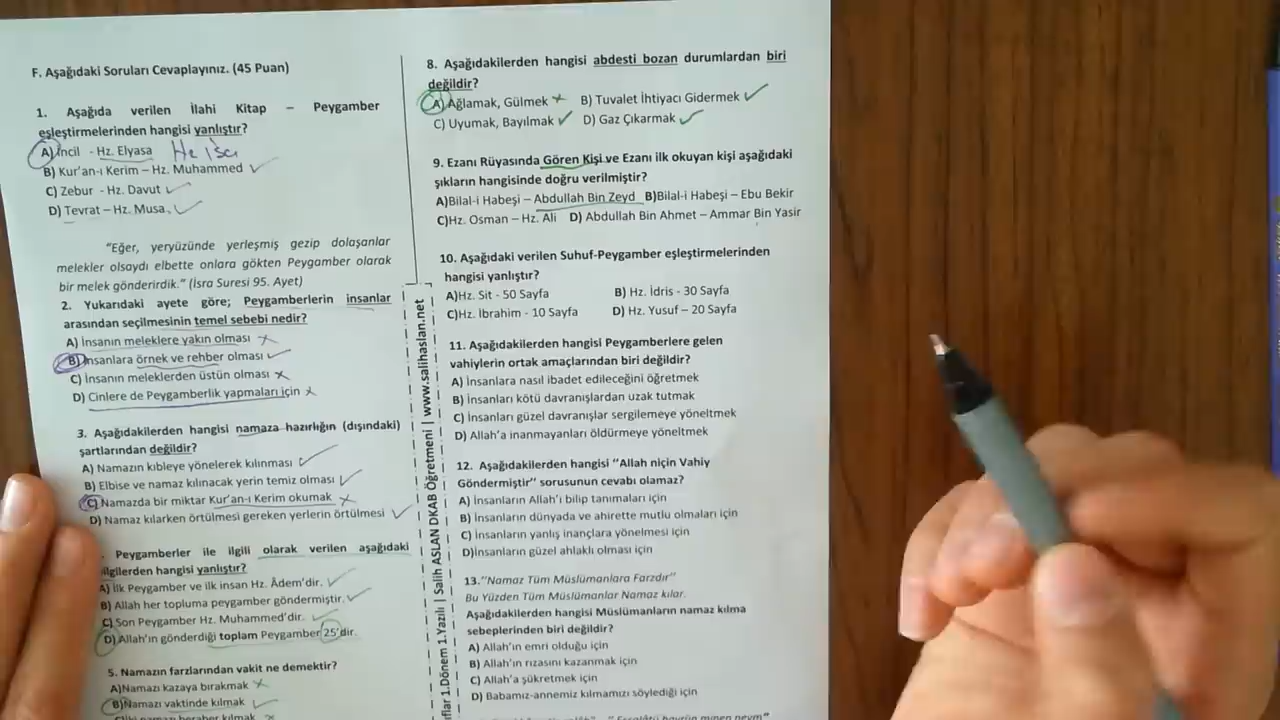 F. Aşağıdaki Soruları Cevaplayınız. (45 Puan)
1. Aşağıda verilen İlahi Kitap – Peygamber
eşleştirmelerinden hangisi yanlıştır?
A) İncil - Hz. Elyasa Hz İsa
B) Kur'an-ı Kerim – Hz. Muhammed
C) Zebur - Hz. Davut
D) Tevrat – Hz. Musa
"Eğer, yeryüzünde yerleşmiş gezip dolaşanlar
melekler olsaydı elbette onlara gökten Peygamber olarak
bir melek gönderirdik." (İsra Suresi 95. Ayet)
2. Yukarıdaki ayete göre; Peygamberlerin insanlar
arasından seçilmesinin temel sebebi nedir?
A) İnsanın meleklere yakın olması
B) İnsanlara örnek ve rehber olması
C) İnsanın meleklerden üstün olması
D) Cinlere de Peygamberlik yapmaları için
3. Aşağıdakilerden hangisi namaza hazırlığın (dışındaki)
şartlarından değildir?
A) Namazın kıbleye yönelerek kılınması
B) Elbise ve namaz kılınacak yerin temiz olması
C) Namazda bir miktar Kur'an-ı Kerim okumak
D) Namaz kılarken örtülmesi gereken yerlerin örtülmesi
Peygamberler ile ilgili olarak verilen aşağıdaki
bilgilerden hangisi yanlıştır?
A) İlk Peygamber ve ilk insan Hz. Âdem'dir.
B) Allah her topluma peygamber göndermiştir.
C) Son Peygamber Hz. Muhammed'dir.
D) Allah'ın gönderdiği toplam Peygamber 25'dir.
5. Namazın farzlarından vakit ne demektir?
A)Namazı kazaya bırakmak
B)Namazı vaktinde kılmak
C)İki namazı beraber kılmak
ıflar 1.Dönem 1.Yazılı | Salih ASLAN DKAB Öğretmeni | www.salihaslan.net
8. Aşağıdakilerden hangisi abdesti bozan durumlardan biri
değildir?
A) Ağlamak, Gülmek B) Tuvalet İhtiyacı Gidermek
C) Uyumak, Bayılmak D) Gaz Çıkarmak
9. Ezanı Rüyasında Gören Kişi ve Ezanı ilk okuyan kişi aşağıdaki
şıkların hangisinde doğru verilmiştir?
A)Bilal-i Habeşi – Abdullah Bin Zeyd B)Bilal-i Habeşi – Ebu Bekir
C)Hz. Osman – Hz. Ali D) Abdullah Bin Ahmet – Ammar Bin Yasir
10. Aşağıdaki verilen Suhuf-Peygamber eşleştirmelerinden
hangisi yanlıştır?
A)Hz. Sit - 50 Sayfa B) Hz. İdris - 30 Sayfa
C)Hz. İbrahim - 10 Sayfa D) Hz. Yusuf – 20 Sayfa
11. Aşağıdakilerden hangisi Peygamberlere gelen
vahiylerin ortak amaçlarından biri değildir?
A) İnsanlara nasıl ibadet edileceğini öğretmek
B) İnsanları kötü davranışlardan uzak tutmak
C) İnsanları güzel davranışlar sergilemeye yöneltmek
D) Allah'a inanmayanları öldürmeye yöneltmek
12. Aşağıdakilerden hangisi "Allah niçin Vahiy
Göndermiştir" sorusunun cevabı olamaz?
A) İnsanların Allah'ı bilip tanımaları için
B) İnsanların dünyada ve ahirette mutlu olmaları için
C) İnsanların yanlış inançlara yönelmesi için
D)İnsanların güzel ahlaklı olması için
13."Namaz Tüm Müslümanlara Farzdır"
Bu Yüzden Tüm Müslümanlar Namaz kılar.
Aşağıdakilerden hangisi Müslümanların namaz kılma
sebeplerinden biri değildir?
A) Allah'ın emri olduğu için
B) Allah'ın rızasını kazanmak için
C) Allah'a şükretmek için
D) Babamız-annemiz kılmamızı söylediği için